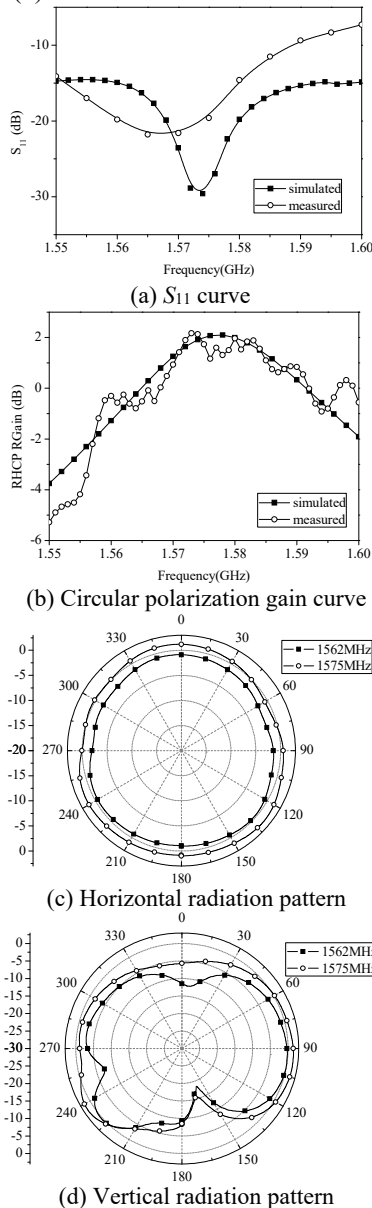 -10
-20
-30
S11 (dB)
simulated
measured
1.55 1.56 1.57 1.58 1.59 1.60
Frequency(GHz)
(a) S11 curve
2
0
-2
-4
-6
RHCP RGain (dB)
simulated
measured
1.55 1.56 1.57 1.58 1.59 1.60
Frequency(GHz)
(b) Circular polarization gain curve
0
330 30
1562MHz
1575MHz
300 60
270 90
240 120
210 150
180
0
-5
-10
-15
-20
-15
-10
-5
0
(c) Horizontal radiation pattern
0
330 30
1562MHz
1575MHz
300 60
270 90
240 120
210 150
180
0
-5
-10
-15
-20
-25
-30
-25
-20
-15
-10
-5
0
(d) Vertical radiation pattern